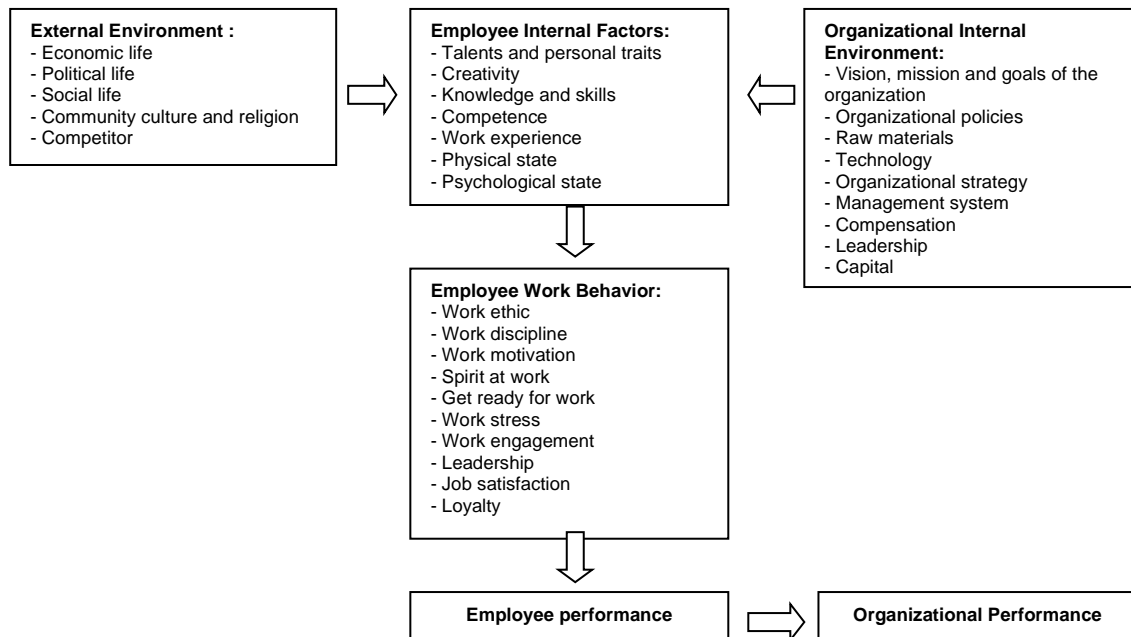 External Environment :
- Economic life
- Political life
- Social life
- Community culture and religion
- Competitor
Employee Internal Factors:
- Talents and personal traits
- Creativity
- Knowledge and skills
- Competence
- Work experience
- Physical state
- Psychological state
Organizational Internal
Environment:
- Vision, mission and goals of the
organization
- Organizational policies
- Raw materials
- Technology
- Organizational strategy
- Management system
- Compensation
- Leadership
- Capital
Employee Work Behavior:
- Work ethic
- Work discipline
- Work motivation
- Spirit at work
- Get ready for work
- Work stress
- Work engagement
- Leadership
- Job satisfaction
- Loyalty
Employee performance
Organizational Performance